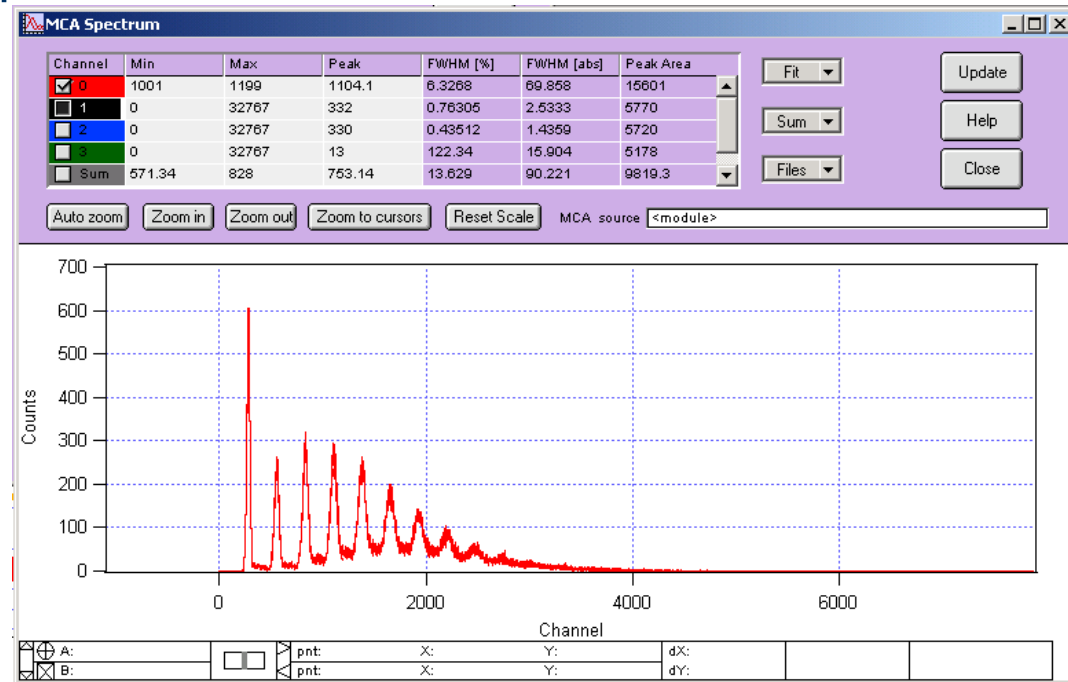 MCA Spectrum
Channel Min Max Peak FWHM [%] FWHM [abs] Peak Area
0 1001 1199 1104.1 6.3268 69.858 15601
1 0 32767 332 0.76305 2.5333 5770
2 0 32767 330 0.43512 1.4359 5720
3 0 32767 13 122.34 15.904 5178
Sum 571.34 828 753.14 13.629 90.221 9819.3
Fit
Sum
Files
Update
Help
Close
Auto zoom Zoom in Zoom out Zoom to cursors Reset Scale MCA source <module>
700
600
500
400
300
200
100
0
Counts
0 2000 4000 6000
Channel
A: pnt: X: Y: dX:
B: pnt: X: Y: dY: